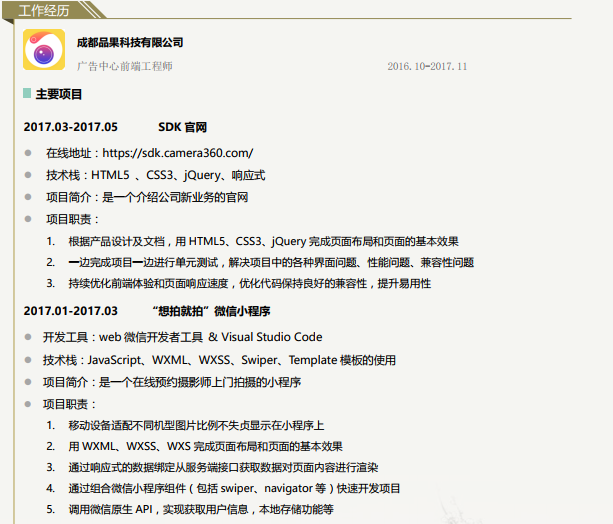 工作经历
成都品果科技有限公司
广告中心前端工程师 2016.10-2017.11
主要项目
2017.03-2017.05 SDK 官网
在线地址：https://sdk.camera360.com/
技术栈：HTML5 、CSS3、jQuery、响应式
项目简介：是一个介绍公司新业务的官网
项目职责：
1. 根据产品设计及文档，用 HTML5、CSS3、jQuery 完成页面布局和页面的基本效果
2. 一边完成项目一边进行单元测试，解决项目中的各种界面问题、性能问题、兼容性问题
3. 持续优化前端体验和页面响应速度，优化代码保持良好的兼容性，提升易用性
2017.01-2017.03 “想拍就拍”微信小程序
开发工具：web 微信开发者工具 & Visual Studio Code
技术栈：JavaScript、WXML、WXSS、Swiper、Template 模板的使用
项目简介：是一个在线预约摄影师上门拍摄的小程序
项目职责：
1. 移动设备适配不同机型图片比例不失贞显示在小程序上
2. 用 WXML、WXSS、WXS 完成页面布局和页面的基本效果
3. 通过响应式的数据绑定从服务端接口获取数据对页面内容进行渲染
4. 通过组合微信小程序组件（包括 swiper、navigator 等）快速开发项目
5. 调用微信原生 API，实现获取用户信息，本地存储功能等